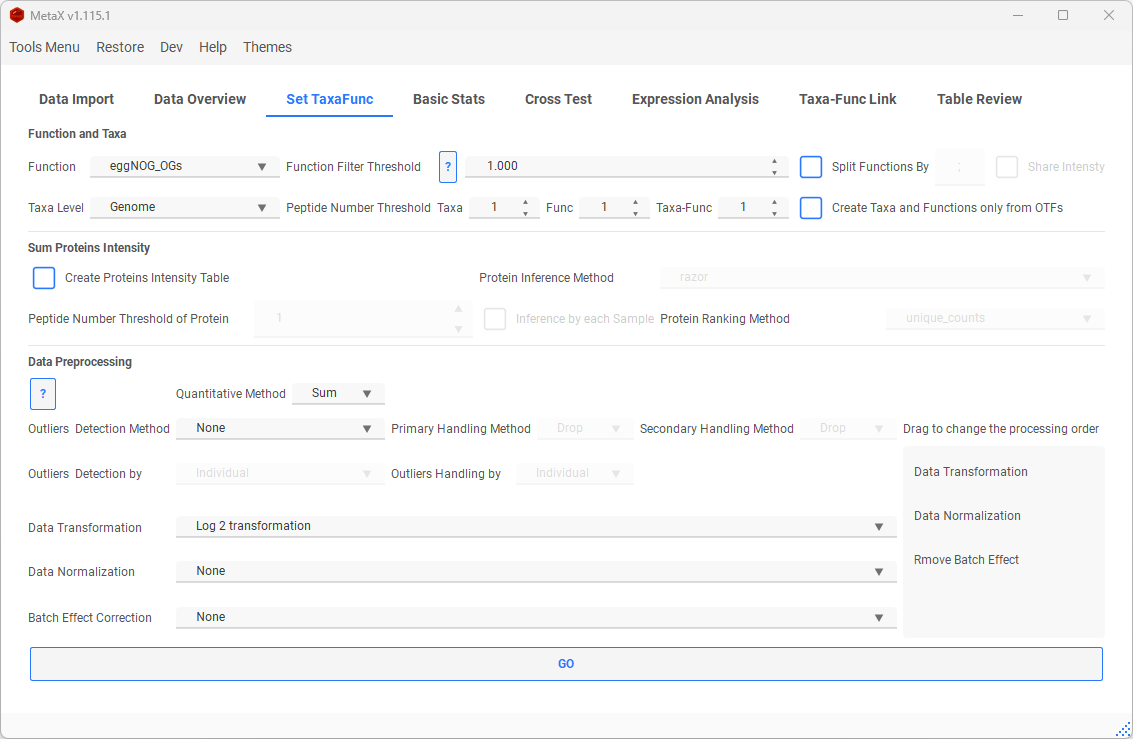 MetaX v1.115.1
Tools Menu Restore Dev Help Themes
Data Import Data Overview Set TaxaFunc Basic Stats Cross Test Expression Analysis Taxa-Func Link Table Review
Function and Taxa
Function eggNOG_OGs Function Filter Threshold ? 1.000 Split Functions By ; Share Intensty
Taxa Level Genome Peptide Number Threshold Taxa 1 Func 1 Taxa-Func 1 Create Taxa and Functions only from OTFs
Sum Proteins Intensity
Create Proteins Intensity Table Protein Inference Method razor
Peptide Number Threshold of Protein 1 Inference by each Sample Protein Ranking Method unique_counts
Data Preprocessing
? Quantitative Method Sum
Outliers Detection Method None Primary Handling Method Drop Secondary Handling Method Drop Drag to change the processing order
Outliers Detection by Individual Outliers Handling by Individual Data Transformation
Data Transformation Log 2 transformation Data Normalization
Data Normalization None Rmove Batch Effect
Batch Effect Correction None
GO